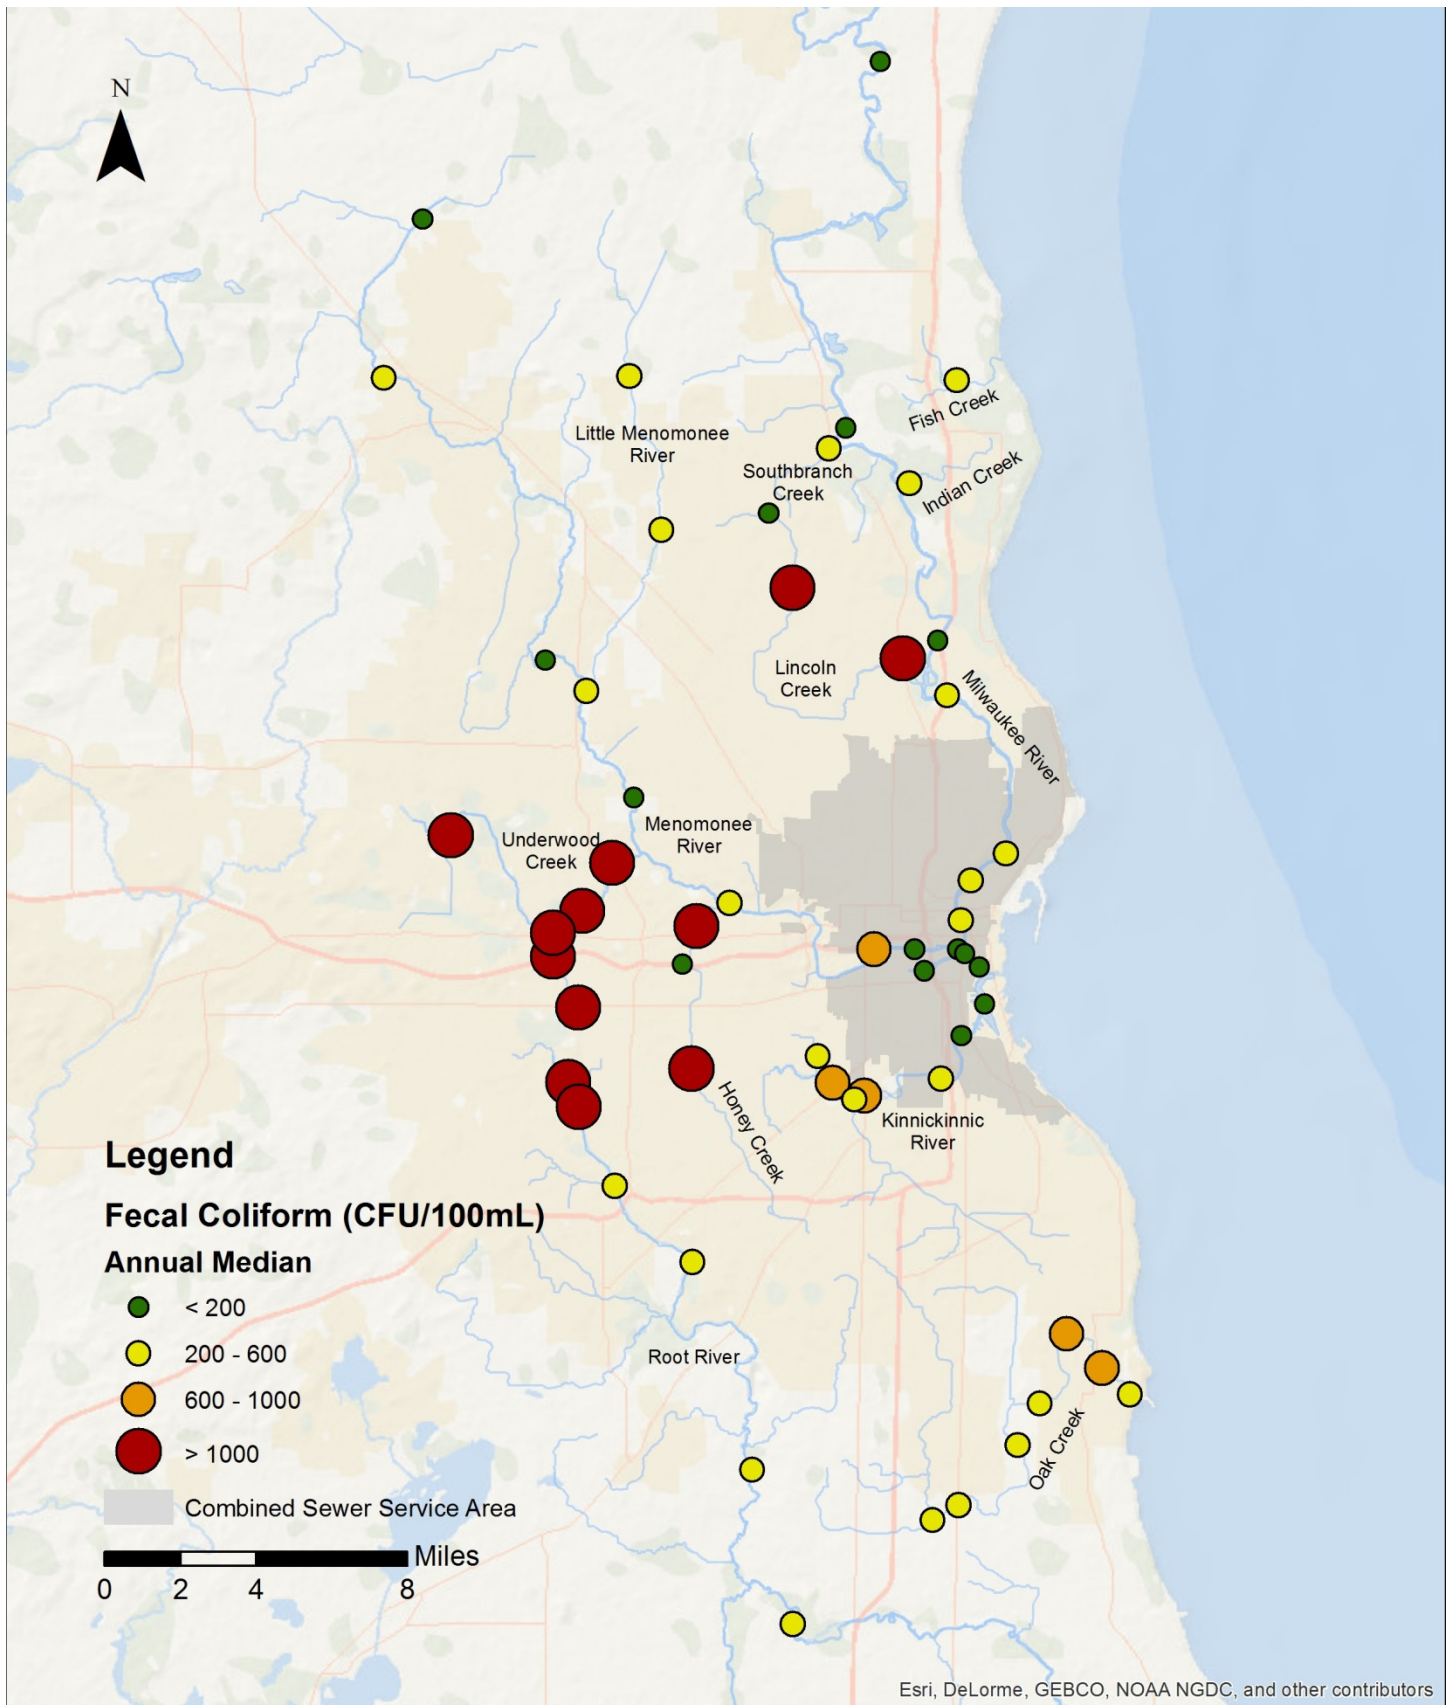 N
Fish Creek
Little Menomonee
River
Indian Creek
Southbranch
Creek
Lincoln
Creek
Milwaukee River
Menomonee
River
Underwood
Creek
Honey Creek
Kinnickinnic
River
Root River
Oak Creek
Legend
Fecal Coliform (CFU/100mL)
Annual Median
< 200
200 - 600
600 - 1000
> 1000
Combined Sewer Service Area
Miles
0 2 4 8
Esri, DeLorme, GEBCO, NOAA NGDC, and other contributors